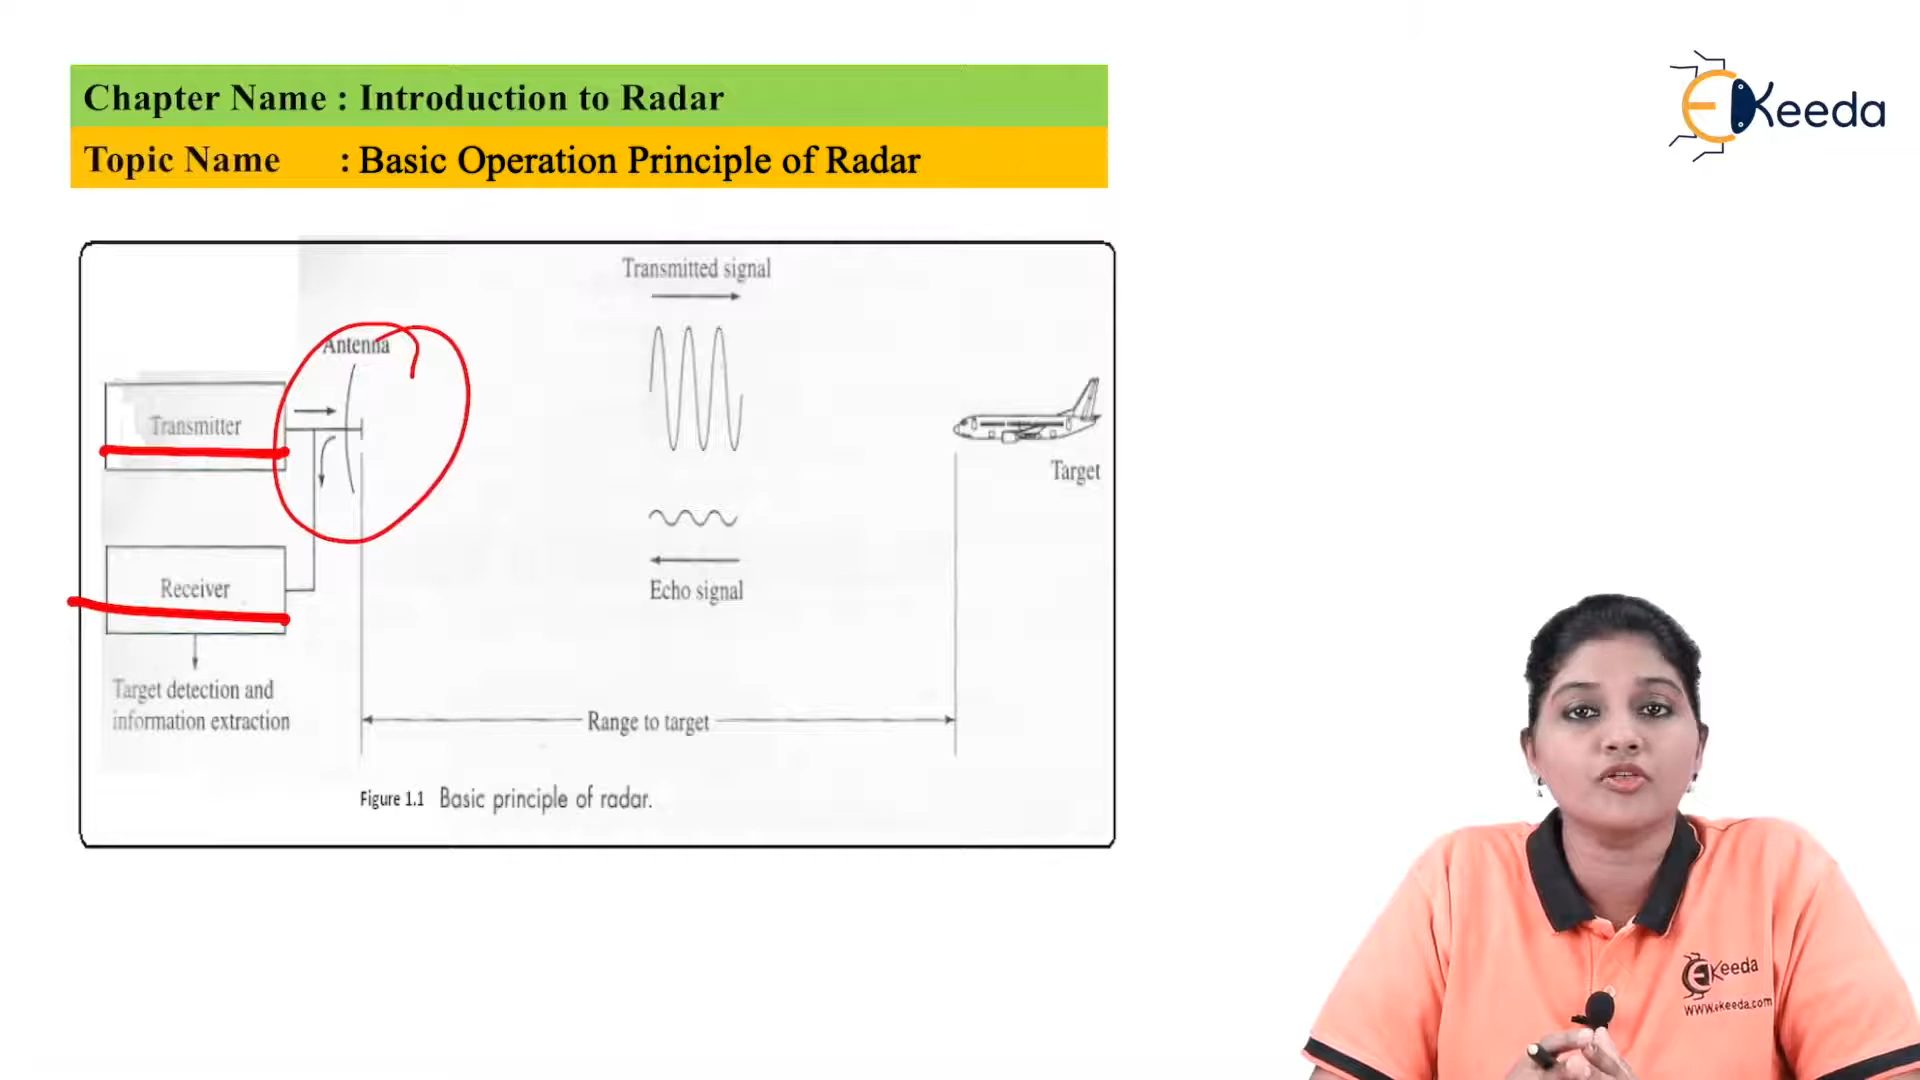 Chapter Name : Introduction to Radar
Topic Name : Basic Operation Principle of Radar
EKeeda
Transmitted signal
Antenna
Transmitter
Target
Receiver
Echo signal
Target detection and
information extraction
Range to target
Figure 1.1 Basic principle of radar.
EKeeda
www.ekeeda.com